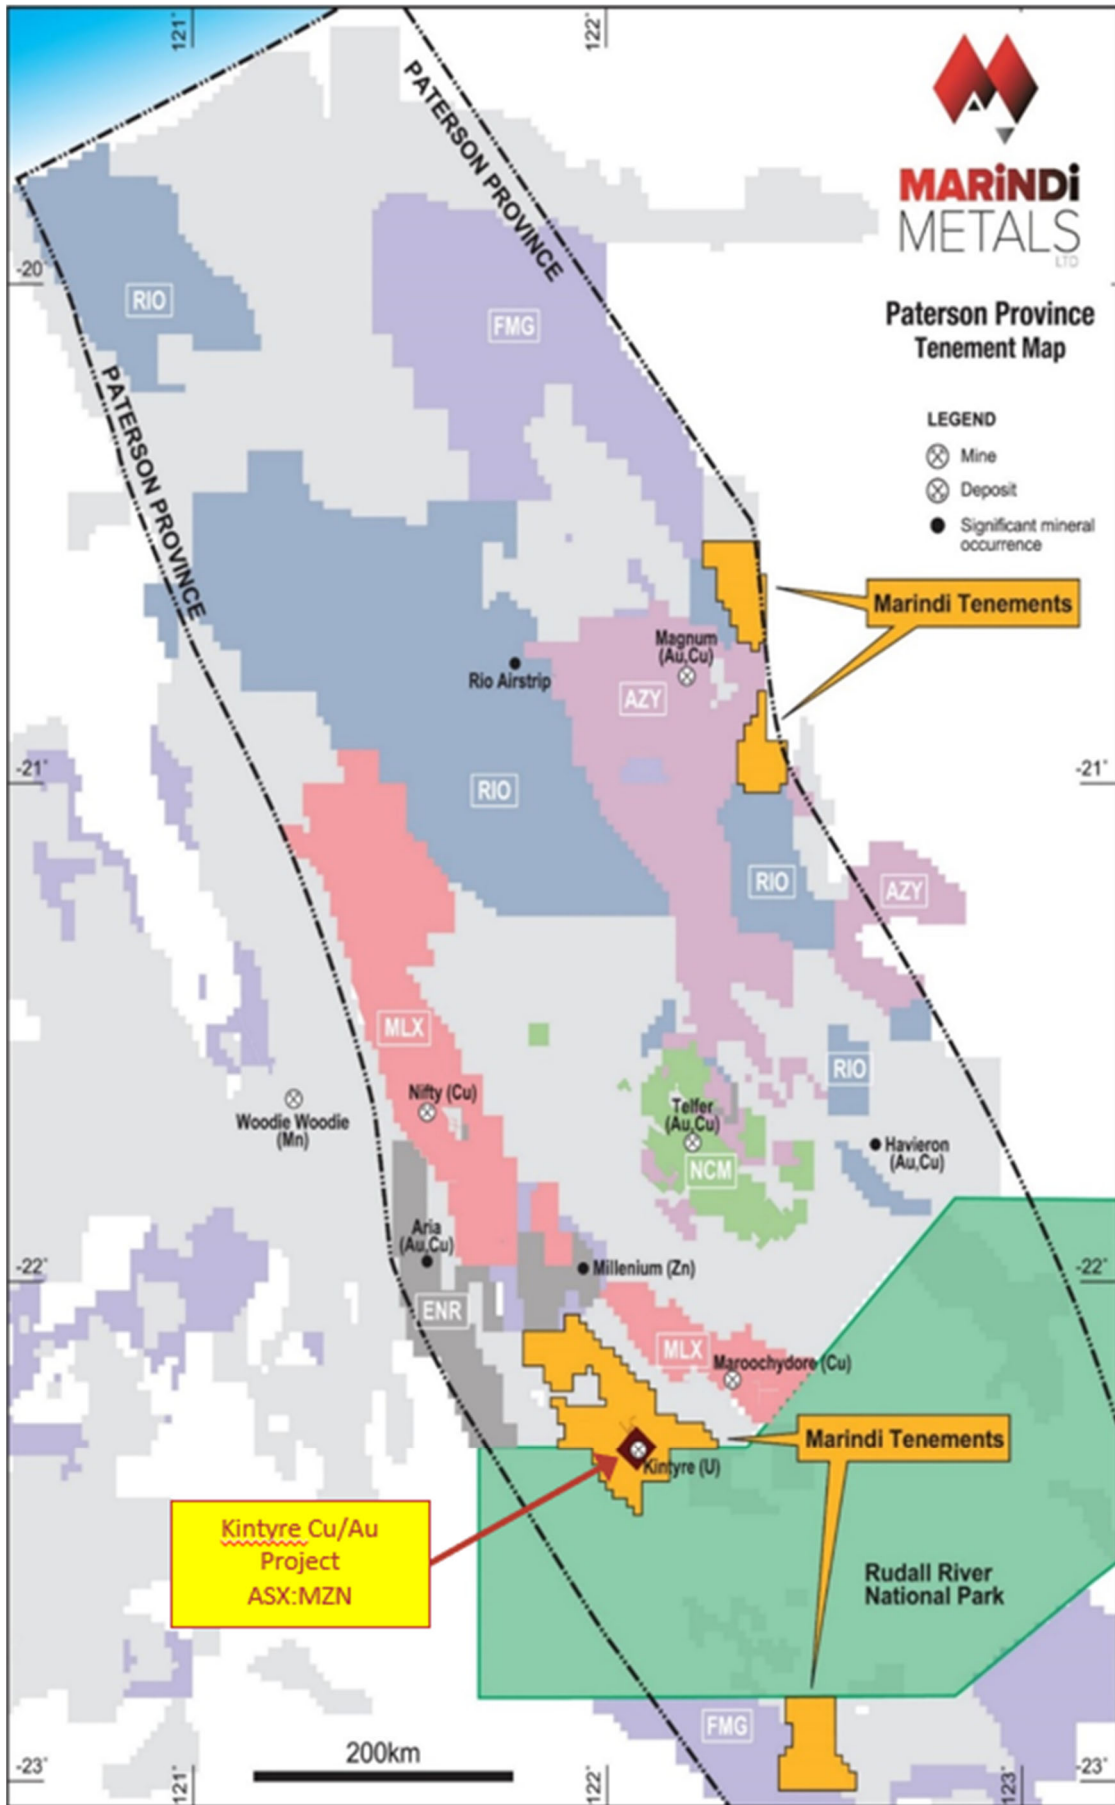 121°
122°
MARiNDi
METALS
LTD
Paterson Province
Tenement Map
LEGEND
Mine
Deposit
Significant mineral
occurrence
PATERSON PROVINCE
PATERSON PROVINCE
-20
RIO
FMG
Marindi Tenements
Magnum
(Au,Cu)
Rio Airstrip
AZY
-21°
-21°
RIO
RIO
AZY
MLX
RIO
Nifty (Cu)
Woodie Woodie
(Mn)
Telfer
(Au,Cu)
NCM
Havieron
(Au,Cu)
Aria
(Au,Cu)
Millenium (Zn)
-22°
-22°
ENR
MLX
Maroochydore (Cu)
Marindi Tenements
Kintyre (U)
Kintyre Cu/Au
Project
ASX:MZN
Rudall River
National Park
FMG
200km
-23°
-23°
121°
122°
123°